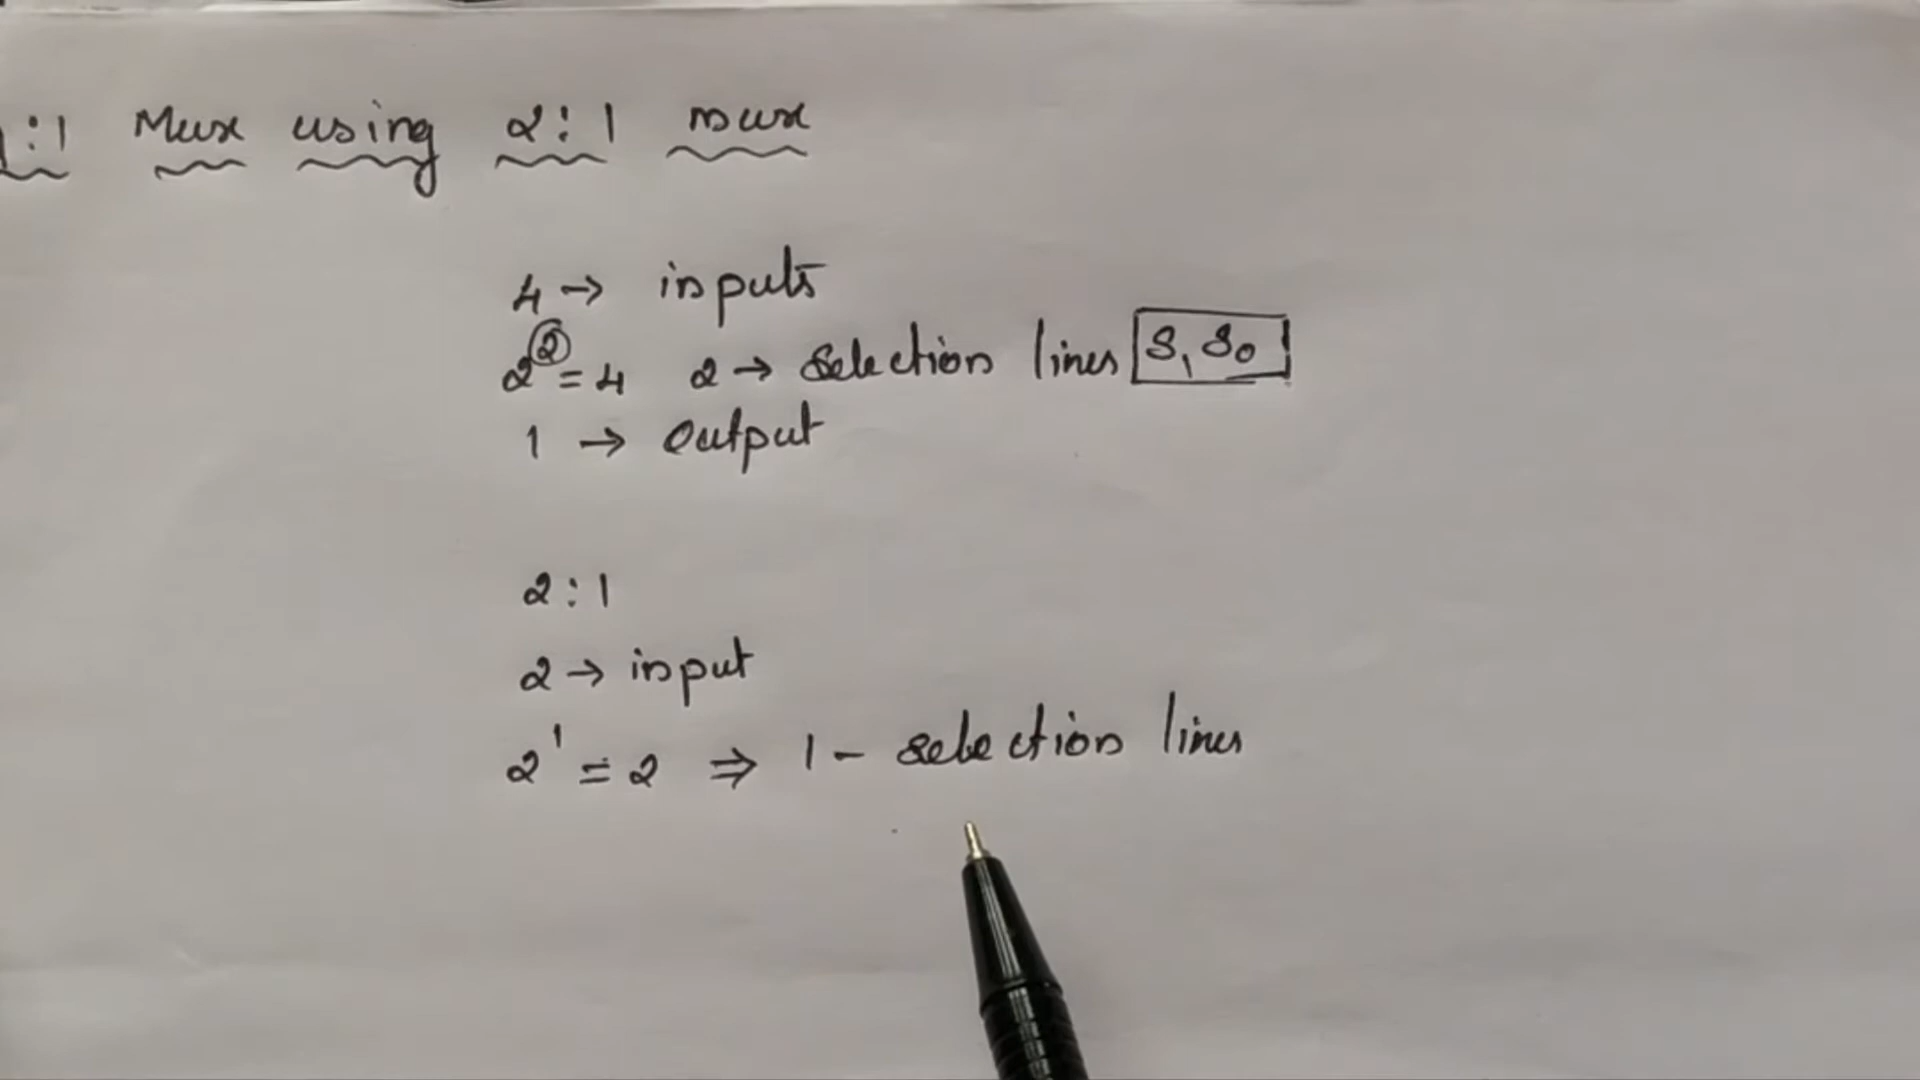 :1 Mux using 2:1 mux
4 → inputs
2² = 4 2 → selection lines S₁ S₀
1 → output
2:1
2 → input
2¹ = 2 ⇒ 1 - selection lines